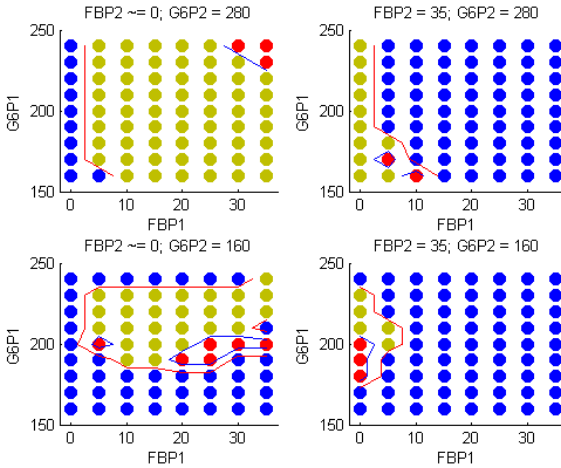 FBP2 ~= 0; G6P2 = 280
FBP2 = 35; G6P2 = 280
250
200
150
G6P1
0 10 20 30
FBP1
250
200
150
G6P1
0 10 20 30
FBP1
FBP2 ~= 0; G6P2 = 160
FBP2 = 35; G6P2 = 160
250
200
150
G6P1
0 10 20 30
FBP1
250
200
150
G6P1
0 10 20 30
FBP1